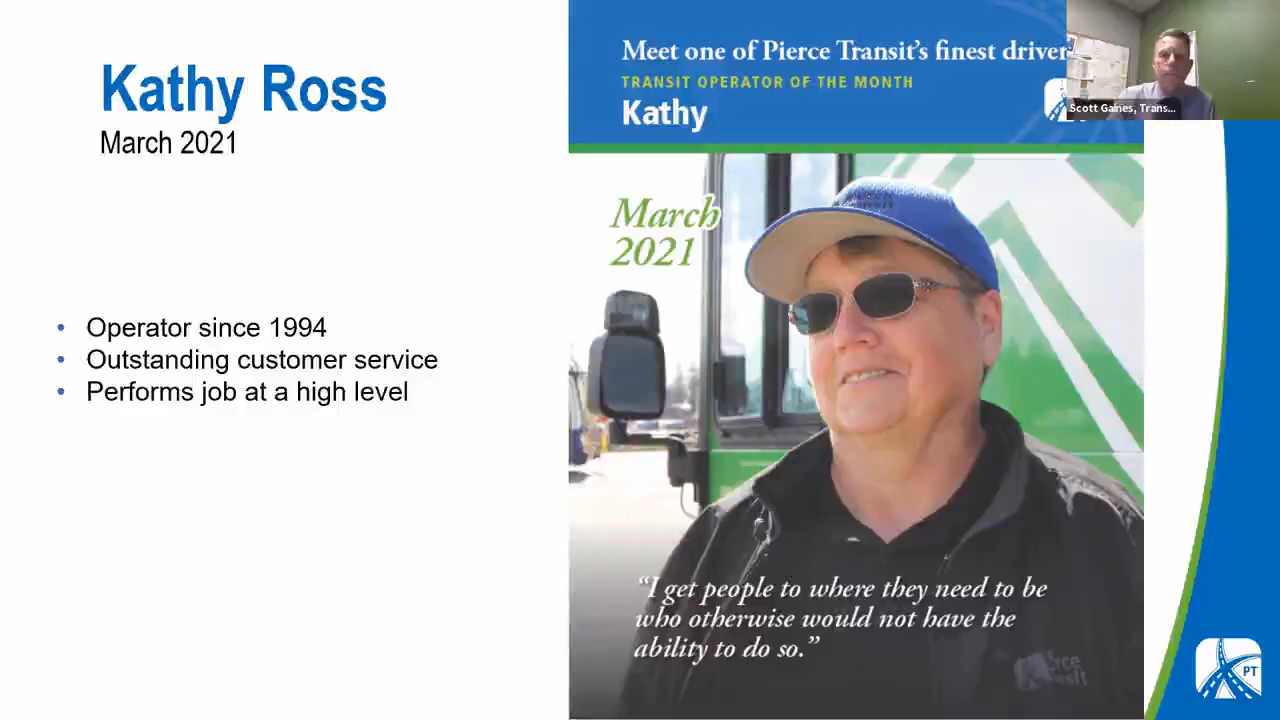 Kathy Ross
March 2021
• Operator since 1994
• Outstanding customer service
• Performs job at a high level
Meet one of Pierce Transit's finest driver
TRANSIT OPERATOR OF THE MONTH
Kathy
March
2021
“I get people to where they need to be
who otherwise would not have the
ability to do so.”
Scott Gaines, Trans...
PT